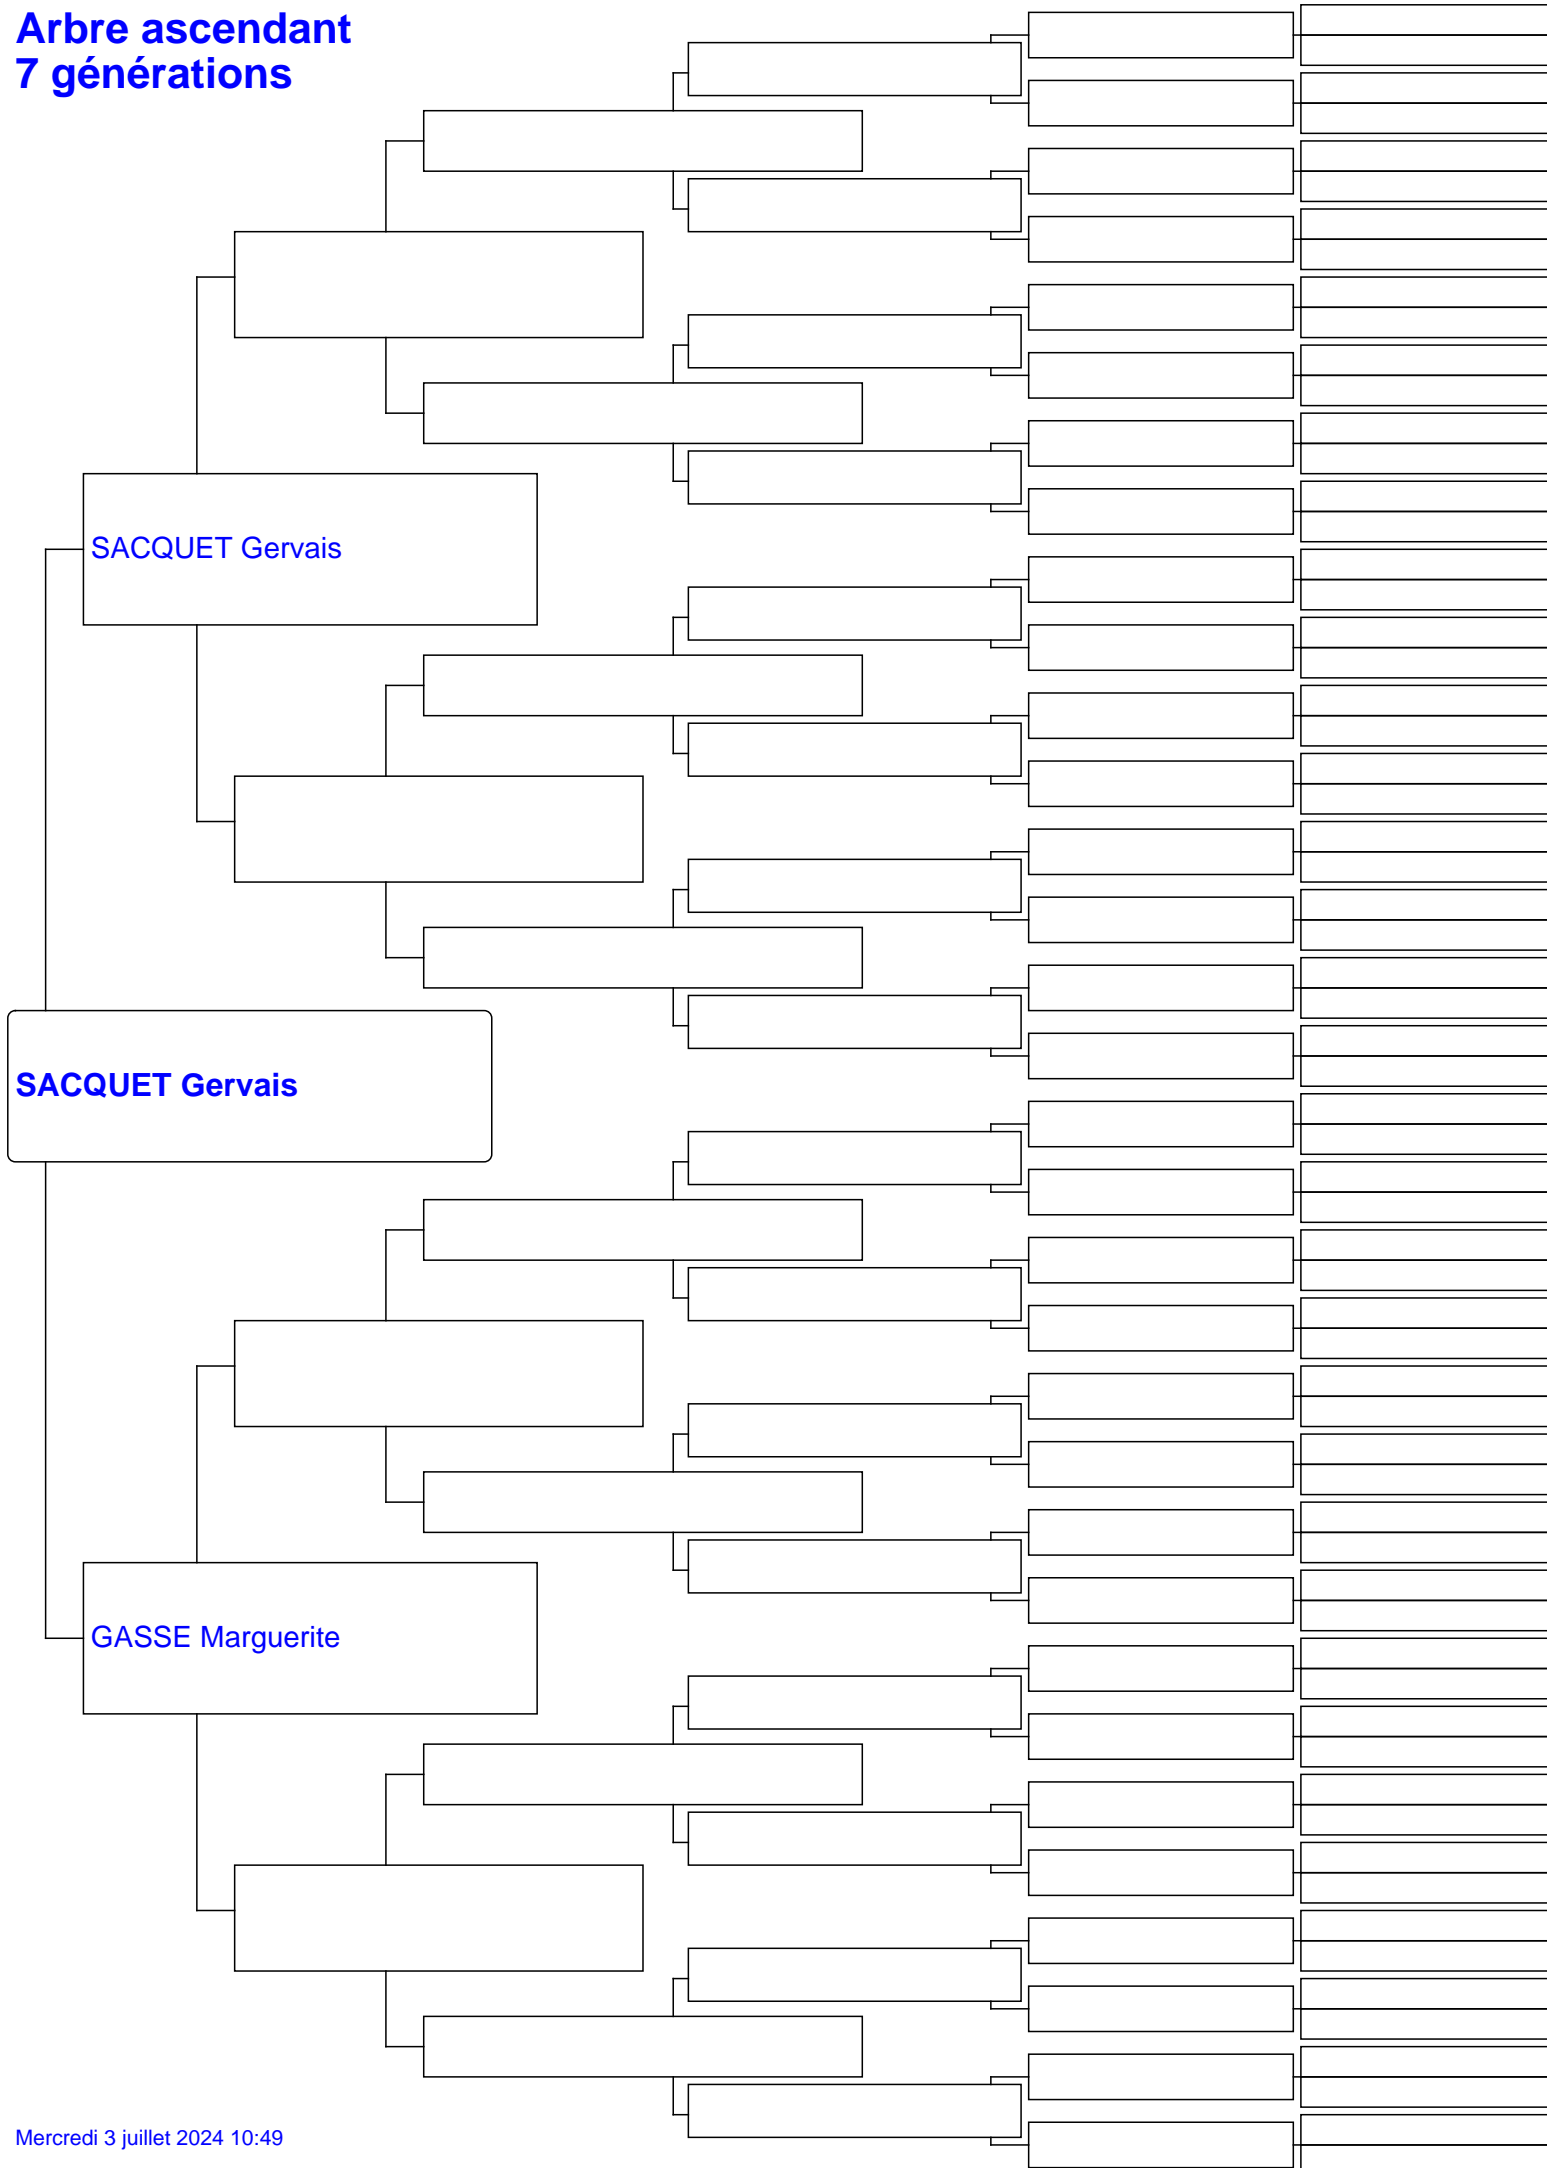 Arbre ascendant
7 générations
SACQUET Gervais
SACQUET Gervais
GASSE Marguerite
Mercredi 3 juillet 2024 10:49